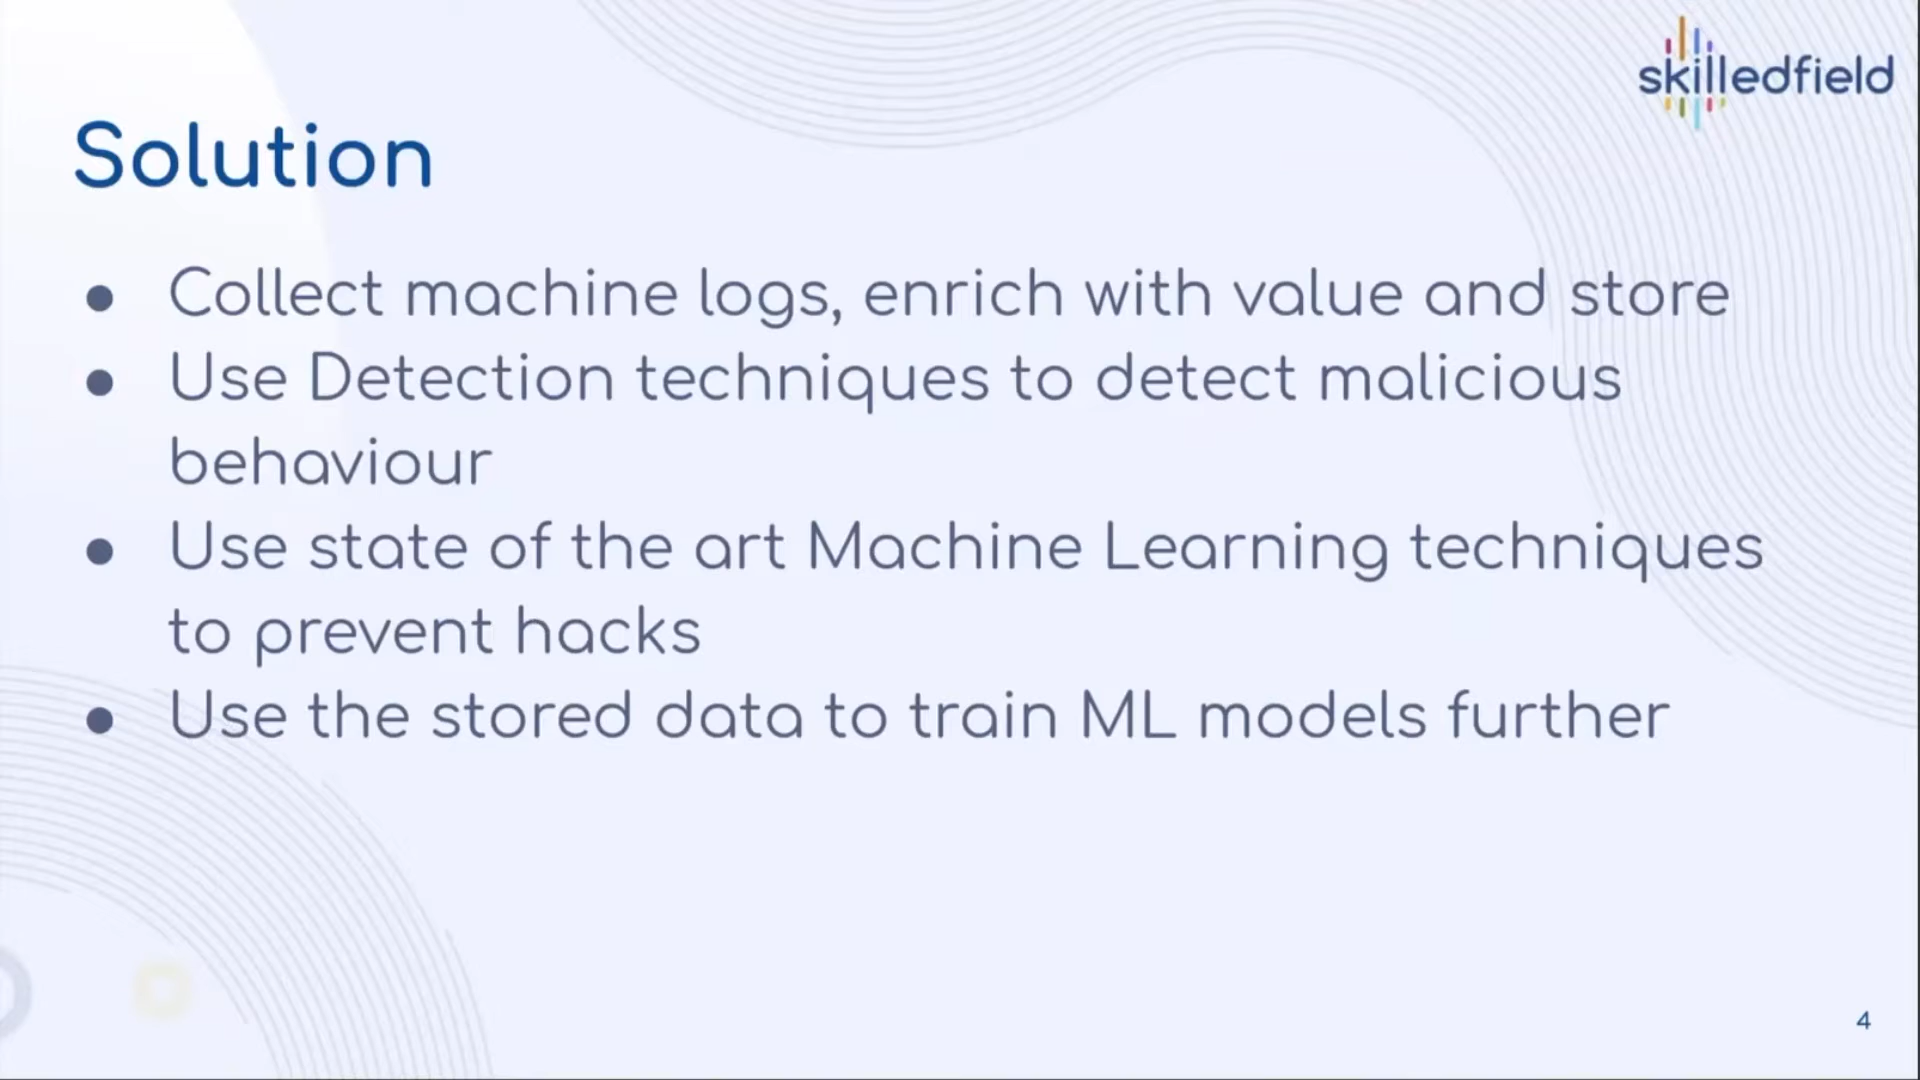 skilledfield
Solution
● Collect machine logs, enrich with value and store
● Use Detection techniques to detect malicious
behaviour
● Use state of the art Machine Learning techniques
to prevent hacks
● Use the stored data to train ML models further
4